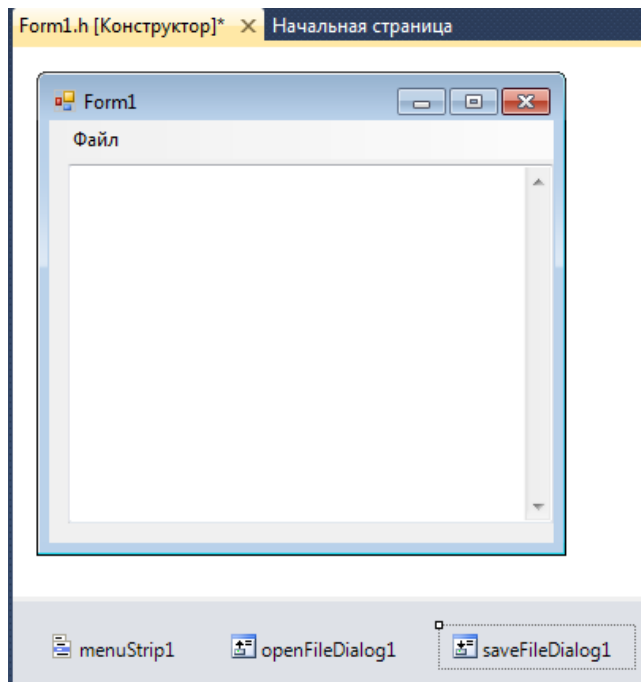 Form1.h [Конструктор]* Начальная страница
Form1
Файл
menuStrip1 openFileDialog1 saveFileDialog1